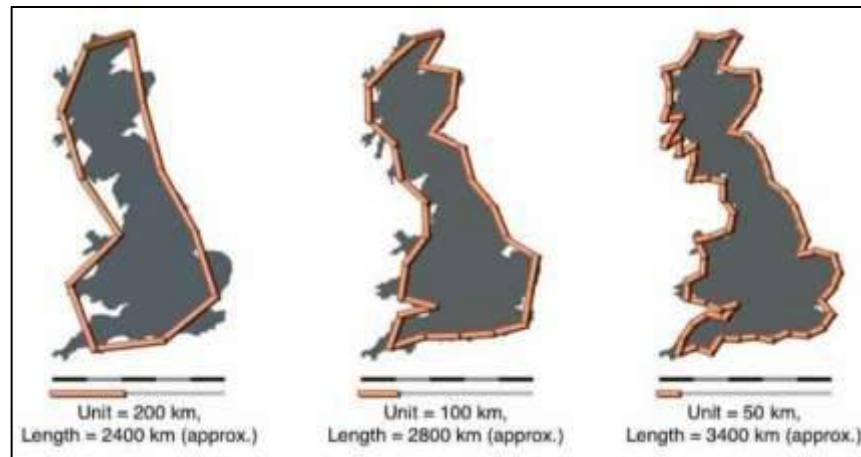 Unit = 200 km,
Length = 2400 km (approx.)
Unit = 100 km,
Length = 2800 km (approx.)
Unit = 50 km,
Length = 3400 km (approx.)